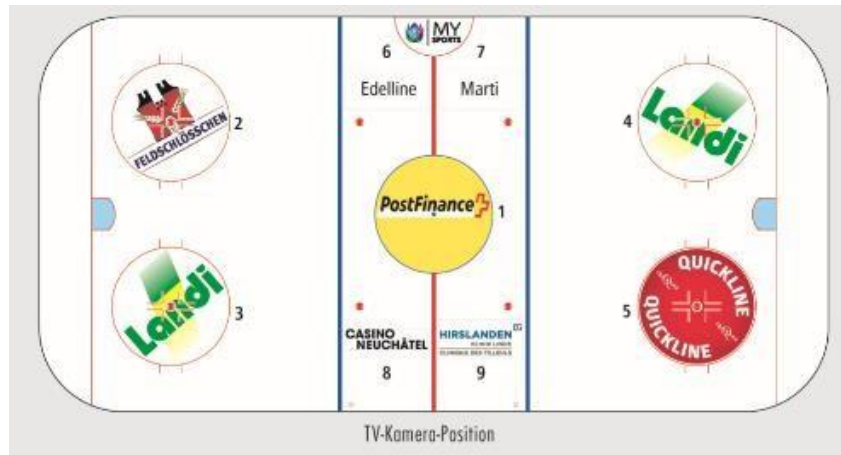 MY
SPORTS
6
7
Edelline
Marti
FELDSCHLÖSSCHEN
2
4
Landi
PostFinance
1
Landi
3
5
QUICKLINE
QUICKLINE
CASINO
NEUCHÂTEL
HIRSLANDEN
8
9
TV-Kamera-Position